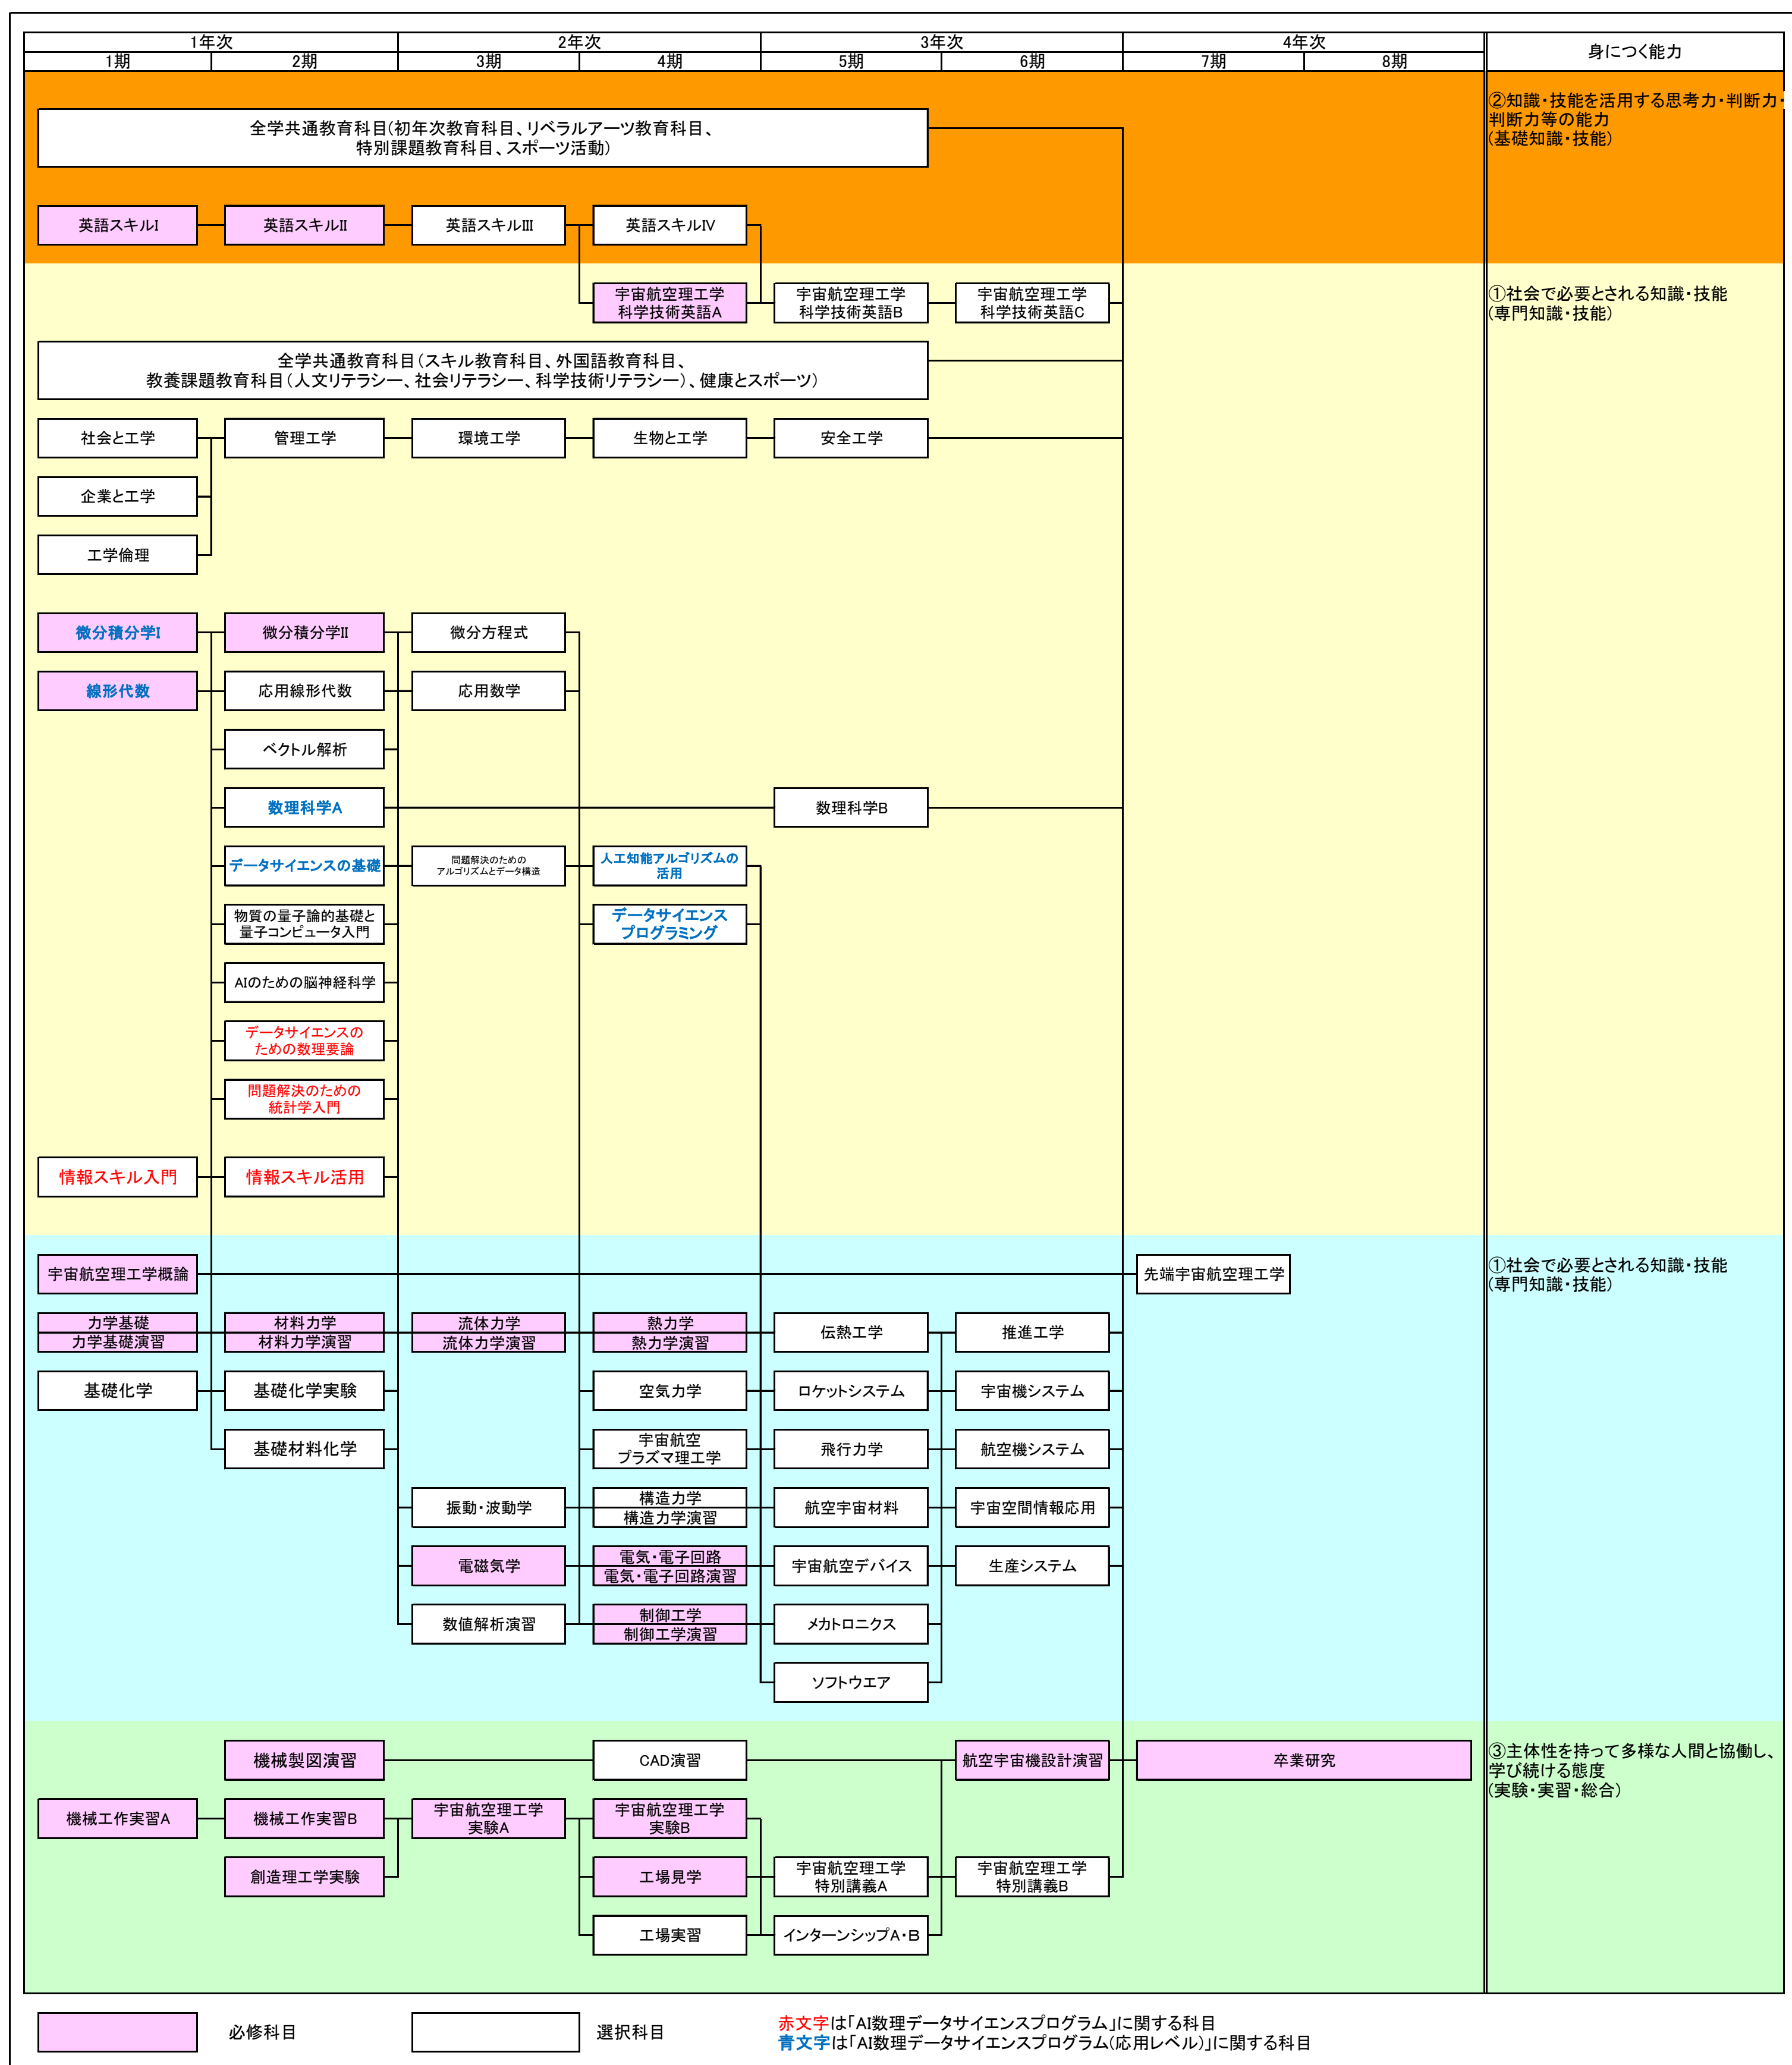 1年次
2年次
3年次
4年次
身につく能力
1期
2期
3期
4期
5期
6期
7期
8期
②知識・技能を活用する思考力・判断力・
判断力等の能力
(基礎知識・技能)
全学共通教育科目(初年次教育科目、リベラルアーツ教育科目、
特別課題教育科目、スポーツ活動)
英語スキルI
英語スキルII
英語スキルIII
英語スキルIV
宇宙航空理工学
科学技術英語A
宇宙航空理工学
科学技術英語B
宇宙航空理工学
科学技術英語C
①社会で必要とされる知識・技能
(専門知識・技能)
全学共通教育科目(スキル教育科目、外国語教育科目、
教養課題教育科目(人文リテラシー、社会リテラシー、科学技術リテラシー)、健康とスポーツ)
社会と工学
管理工学
環境工学
生物と工学
安全工学
企業と工学
工学倫理
微分積分学I
微分積分学II
微分方程式
線形代数
応用線形代数
応用数学
ベクトル解析
数理科学A
数理科学B
データサイエンスの基礎
問題解決のための
アルゴリズムとデータ構造
人工知能アルゴリズムの
活用
物質の量子論的基礎と
量子コンピュータ入門
データサイエンス
プログラミング
AIのための脳神経科学
データサイエンスの
ための数理要論
問題解決のための
統計学入門
情報スキル入門
情報スキル活用
宇宙航空理工学概論
先端宇宙航空理工学
①社会で必要とされる知識・技能
(専門知識・技能)
力学基礎
力学基礎演習
材料力学
材料力学演習
流体力学
流体力学演習
熱力学
熱力学演習
伝熱工学
推進工学
基礎化学
基礎化学実験
空気力学
ロケットシステム
宇宙機システム
基礎材料化学
宇宙航空
プラズマ理工学
飛行力学
航空機システム
振動・波動学
構造力学
構造力学演習
航空宇宙材料
宇宙空間情報応用
電磁気学
電気・電子回路
電気・電子回路演習
宇宙航空デバイス
生産システム
数値解析演習
制御工学
制御工学演習
メカトロニクス
ソフトウエア
機械製図演習
CAD演習
航空宇宙機設計演習
卒業研究
③主体性を持って多様な人間と協働し、
学び続ける態度
(実験・実習・総合)
機械工作実習A
機械工作実習B
宇宙航空理工学
実験A
宇宙航空理工学
実験B
創造理工学実験
工場見学
宇宙航空理工学
特別講義A
宇宙航空理工学
特別講義B
工場実習
インターンシップA・B
必修科目
選択科目
赤文字は「AI数理データサイエンスプログラム」に関する科目
青文字は「AI数理データサイエンスプログラム(応用レベル)」に関する科目